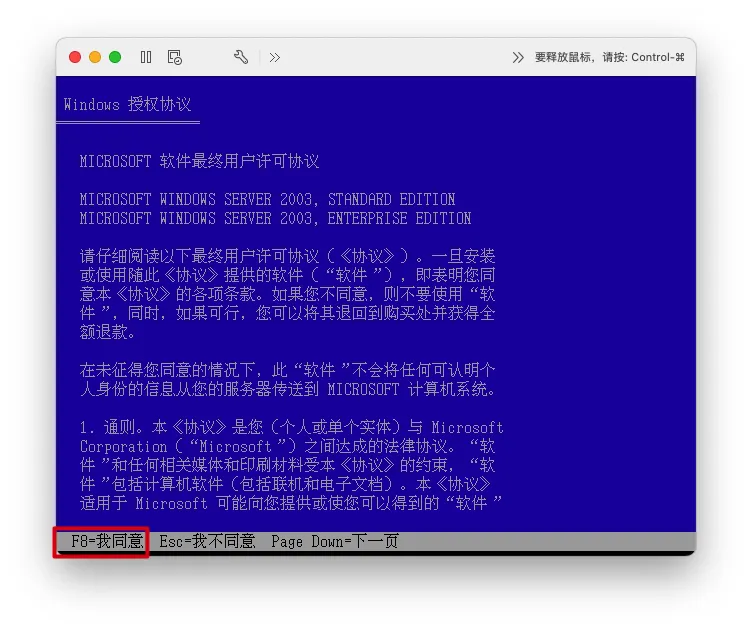 要释放鼠标，请按: Control-⌘
Windows 授权协议
MICROSOFT 软件最终用户许可协议
MICROSOFT WINDOWS SERVER 2003, STANDARD EDITION
MICROSOFT WINDOWS SERVER 2003, ENTERPRISE EDITION
请仔细阅读以下最终用户许可协议（《协议》）。一旦安装
或使用随此《协议》提供的软件（“软件 ”），即表明您同
意本《协议》的各项条款。如果您不同意，则不要使用“软
件 ”，同时，如果可行，您可以将其退回到购买处并获得全
额退款。
在未征得您同意的情况下，此“软件 ”不会将任何可认明个
人身份的信息从您的服务器传送到 MICROSOFT 计算机系统。
1. 通则。本《协议》是您（个人或单个实体）与 Microsoft
Corporation（“Microsoft ”）之间达成的法律协议。“软
件 ”和任何相关媒体和印刷材料受本《协议》的约束，“软
件 ”包括计算机软件（包括联机和电子文档）。本《协议》
适用于 Microsoft 可能向您提供或使您可以得到的“软件 ”
F8=我同意 Esc=我不同意 Page Down=下一页